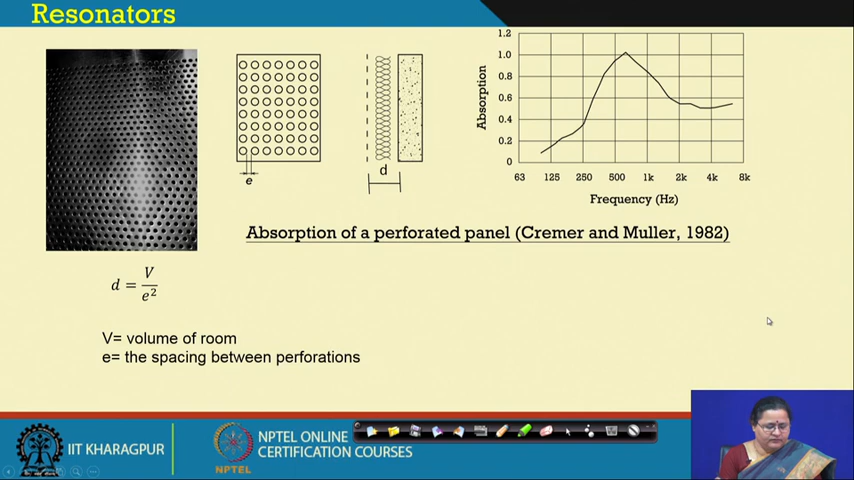 Resonators
e
d
Absorption
1.2
1.0
0.8
0.6
0.4
0.2
0
63 125 250 500 1k 2k 4k 8k
Frequency (Hz)
Absorption of a perforated panel (Cremer and Muller, 1982)
d = V / e²
V= volume of room
e= the spacing between perforations
IIT KHARAGPUR
NPTEL
NPTEL ONLINE
CERTIFICATION COURSES